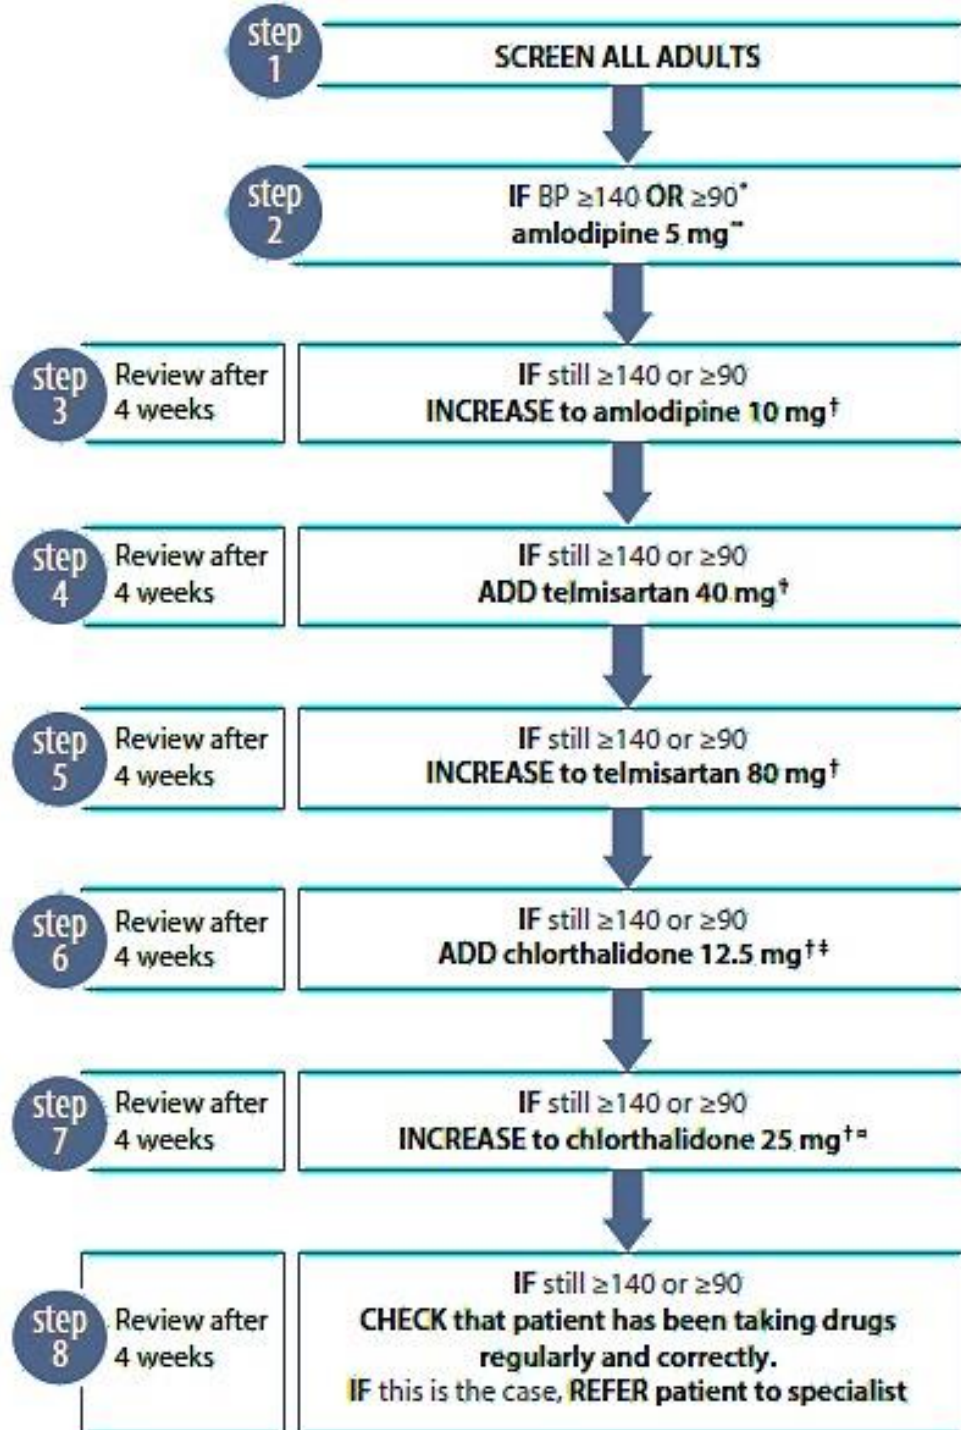 step
1
SCREEN ALL ADULTS
step
2
IF BP ≥140 OR ≥90*
amlodipine 5 mg**
step
3
Review after
4 weeks
IF still ≥140 or ≥90
INCREASE to amlodipine 10 mg†
step
4
Review after
4 weeks
IF still ≥140 or ≥90
ADD telmisartan 40 mg†
step
5
Review after
4 weeks
IF still ≥140 or ≥90
INCREASE to telmisartan 80 mg†
step
6
Review after
4 weeks
IF still ≥140 or ≥90
ADD chlorthalidone 12.5 mg†‡
step
7
Review after
4 weeks
IF still ≥140 or ≥90
INCREASE to chlorthalidone 25 mg†¤
step
8
Review after
4 weeks
IF still ≥140 or ≥90
CHECK that patient has been taking drugs
regularly and correctly.
IF this is the case, REFER patient to specialist